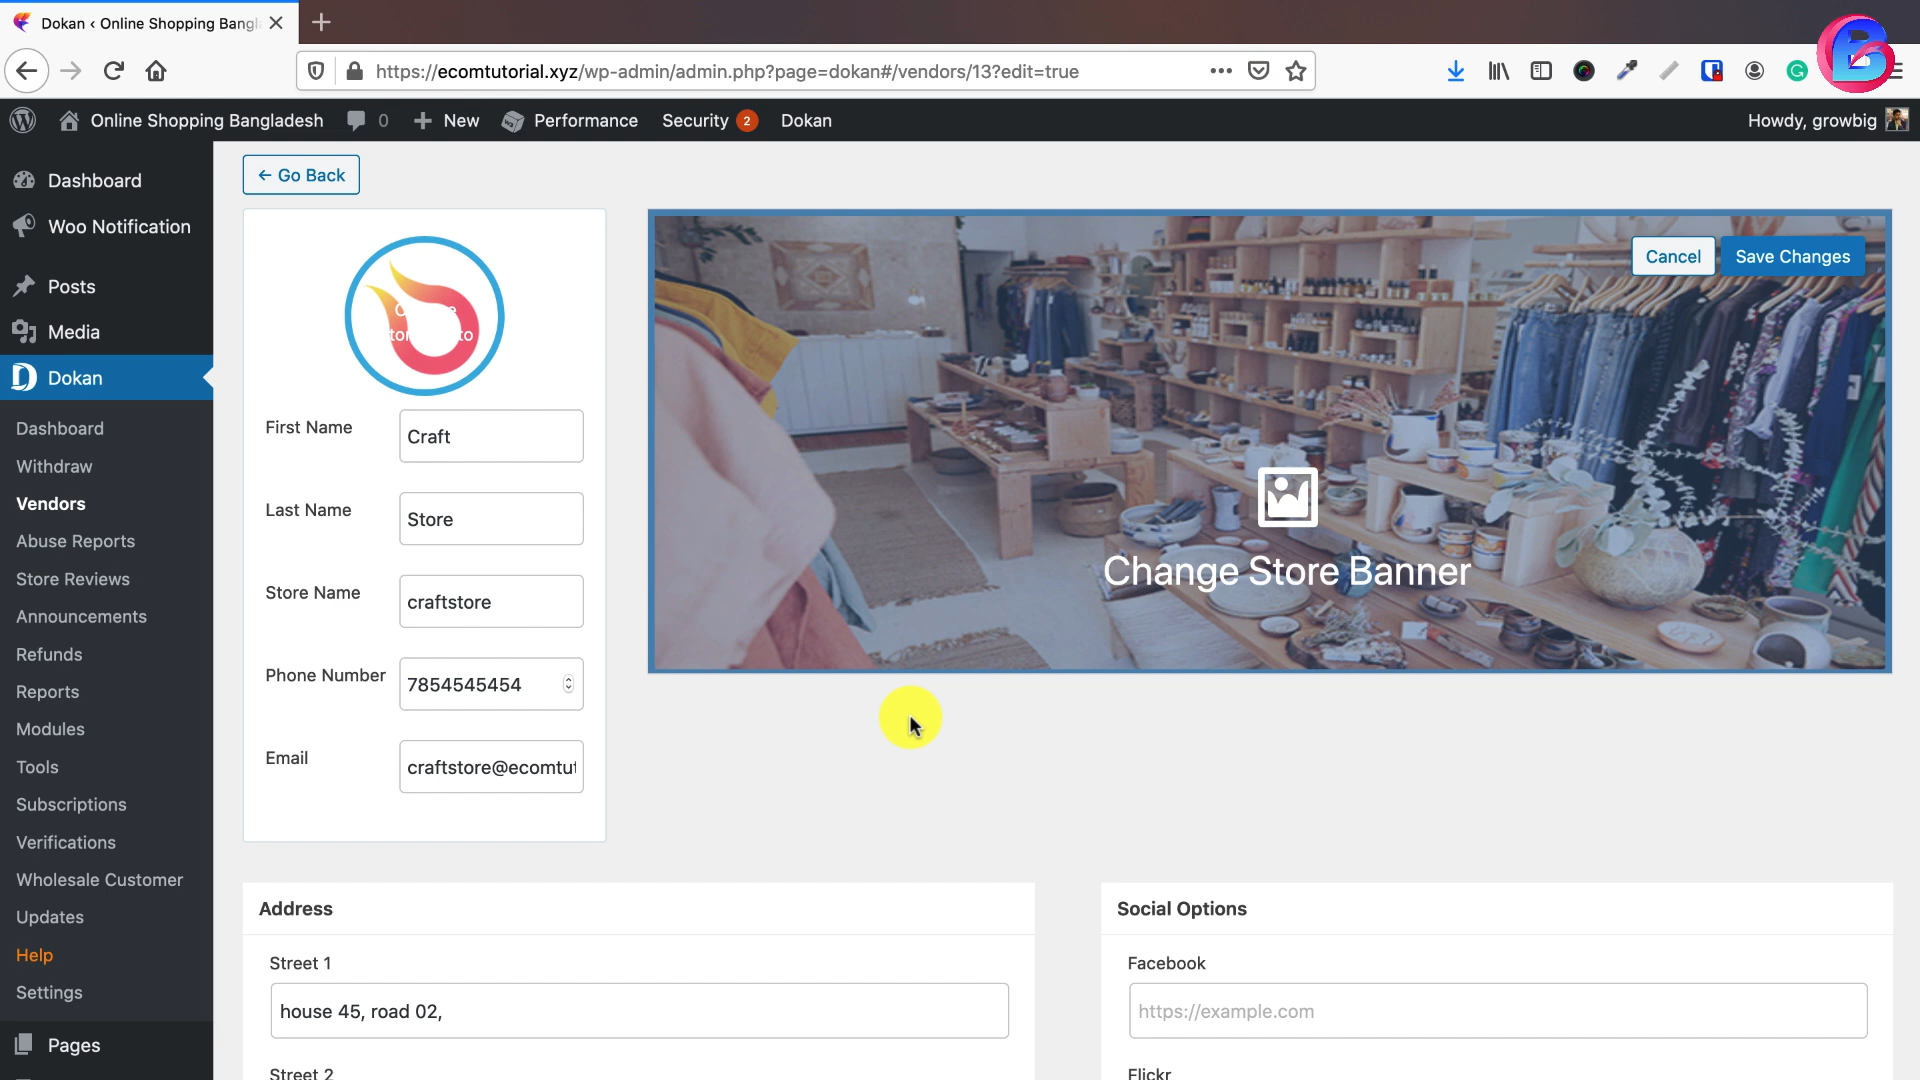 Dokan ‹ Online Shopping Bangl
https://ecomtutorial.xyz/wp-admin/admin.php?page=dokan#/vendors/13?edit=true
Online Shopping Bangladesh
0
New
Performance
Security 2
Dokan
Howdy, growbig
Dashboard
Woo Notification
Posts
Media
Dokan
Dashboard
Withdraw
Vendors
Abuse Reports
Store Reviews
Announcements
Refunds
Reports
Modules
Tools
Subscriptions
Verifications
Wholesale Customer
Updates
Help
Settings
Pages
← Go Back
First Name
Craft
Last Name
Store
Store Name
craftstore
Phone Number
7854545454
Email
craftstore@ecomtut
Cancel
Save Changes
Change Store Banner
Address
Street 1
house 45, road 02,
Street 2
Social Options
Facebook
https://example.com
Flickr